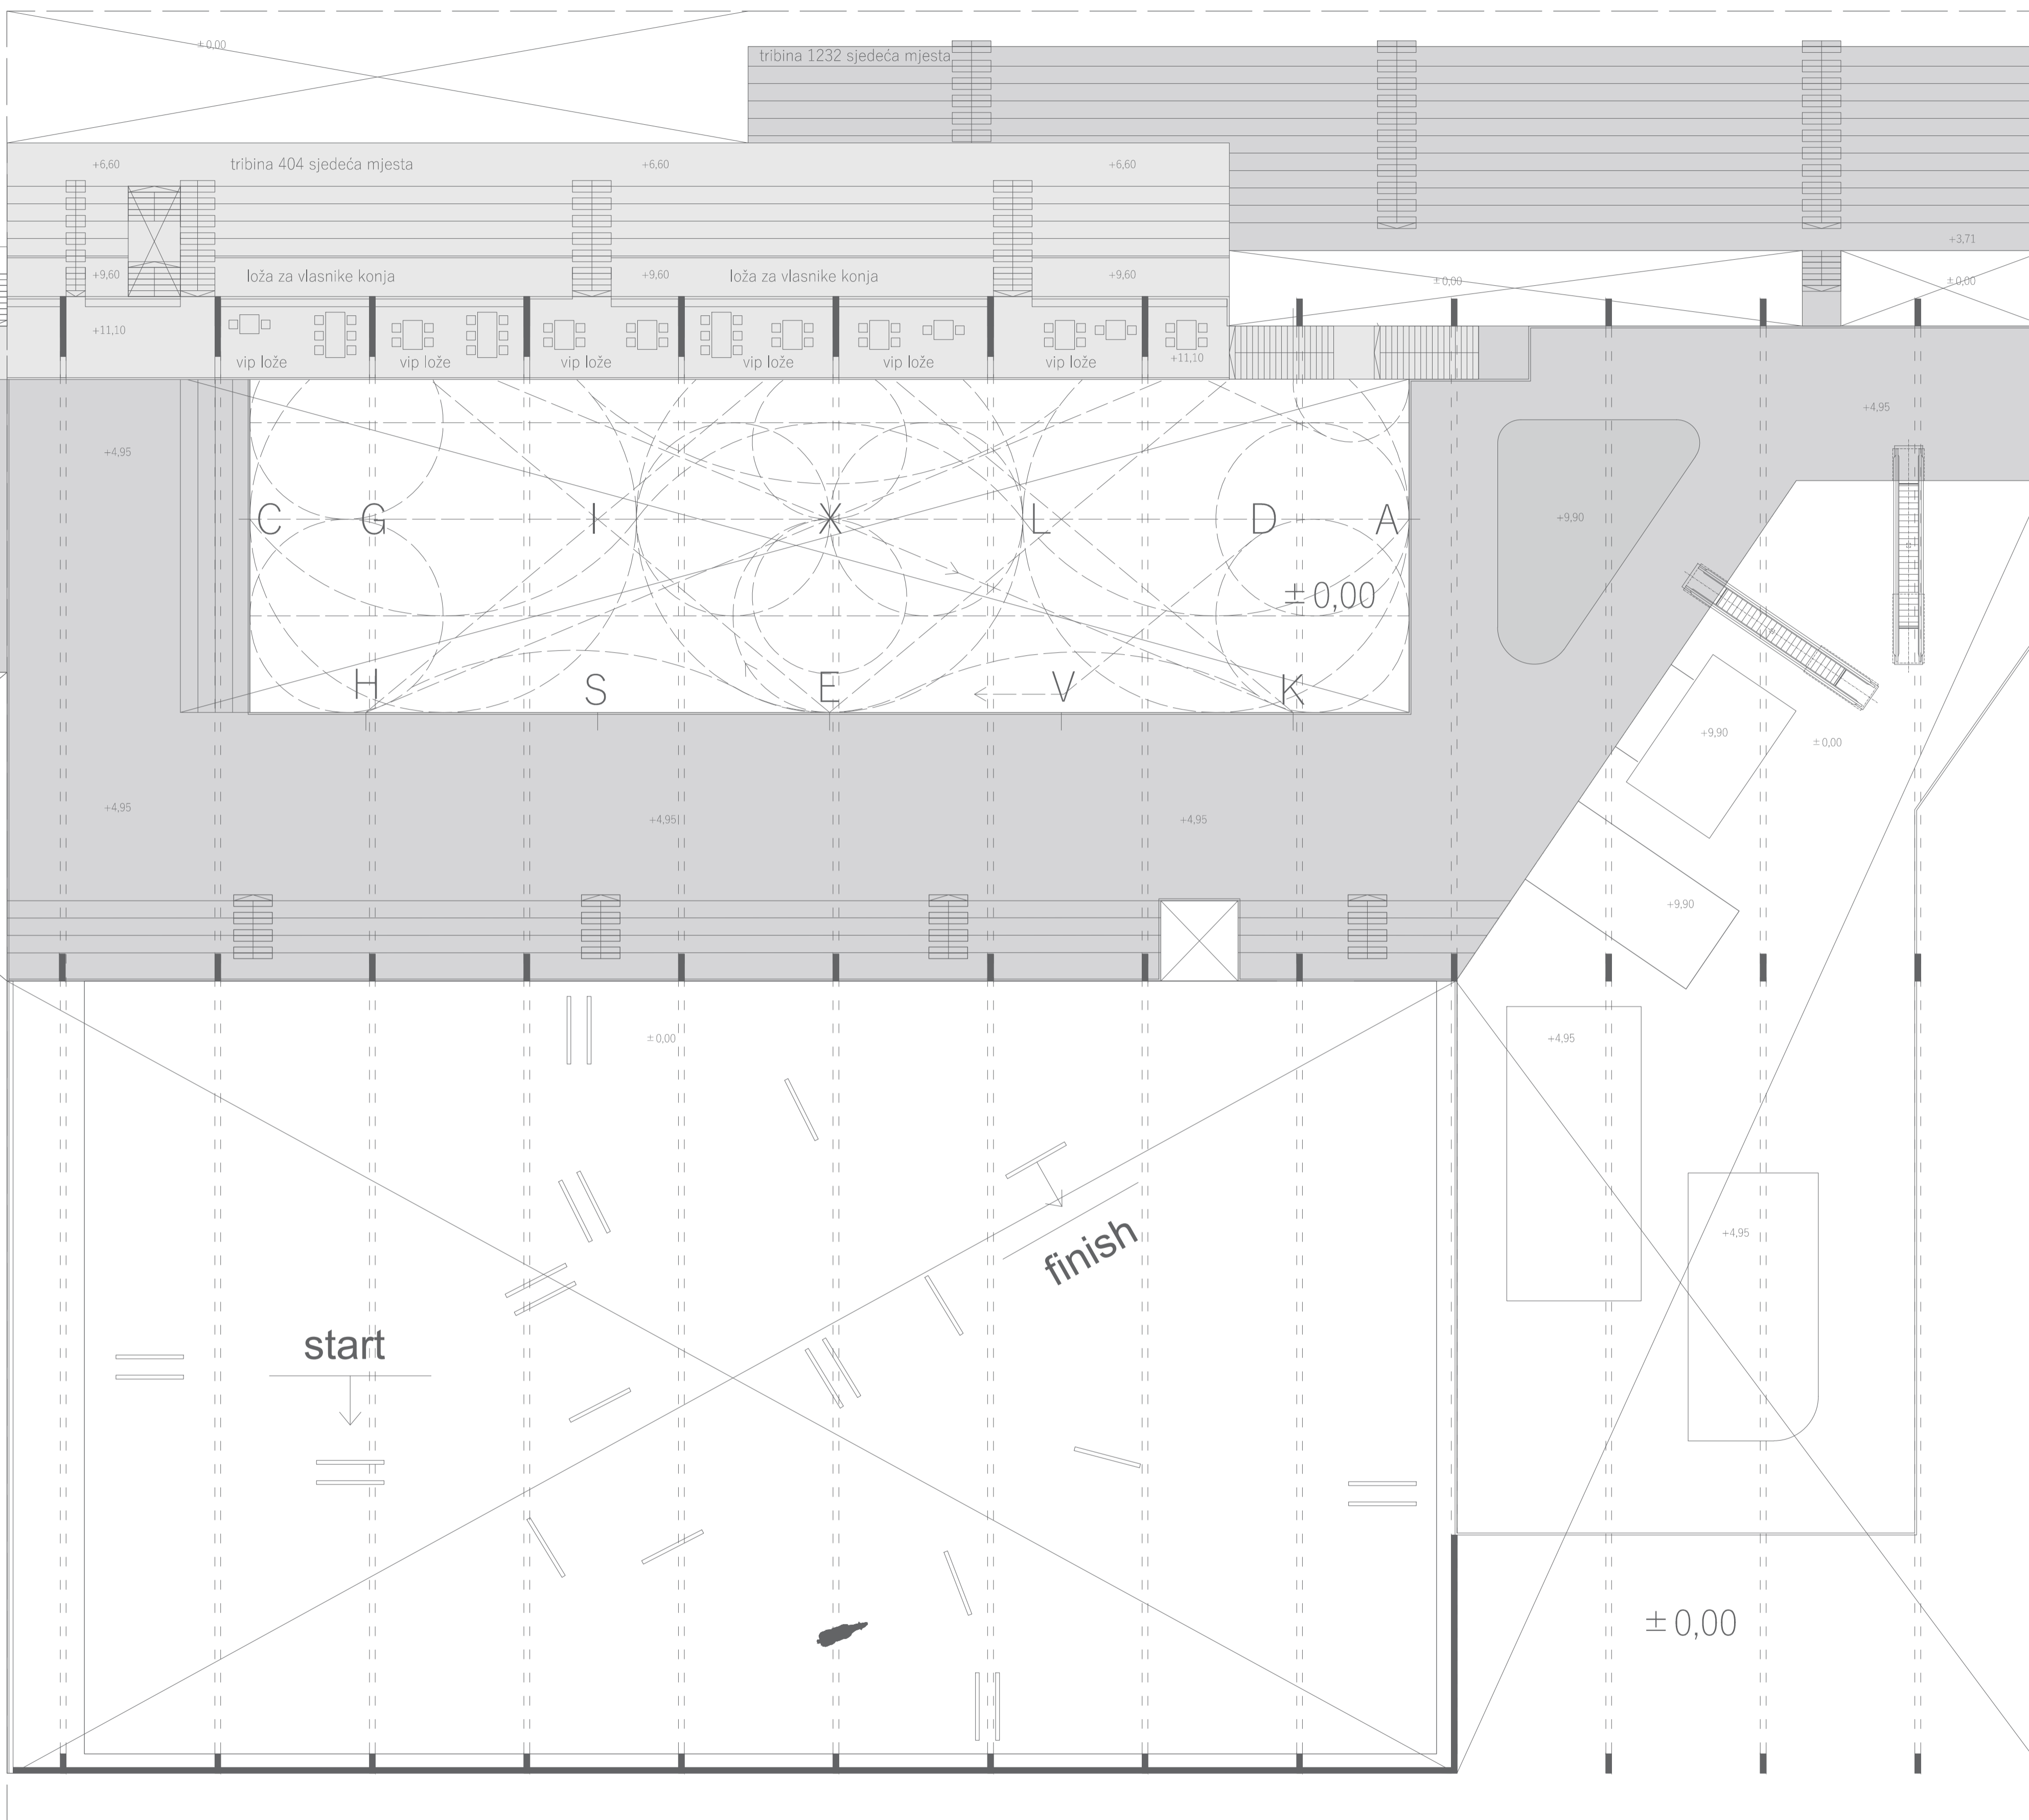 ±0,00
tribina 1232 sjedeća mjesta
+6,60
tribina 404 sjedeća mjesta
+6,60
+6,60
+3,71
+9,60
loža za vlasnike konja
+9,60
loža za vlasnike konja
+9,60
±0,00
±0,00
+11,10
vip lože
vip lože
vip lože
vip lože
vip lože
vip lože
+11,10
+4,95
+4,95
C
G
I
X
L
D
A
+9,90
±0,00
H
S
E
V
K
+9,90
±0,00
+4,95
+4,95
+4,95
+9,90
±0,00
+4,95
finish
+4,95
start
±0,00